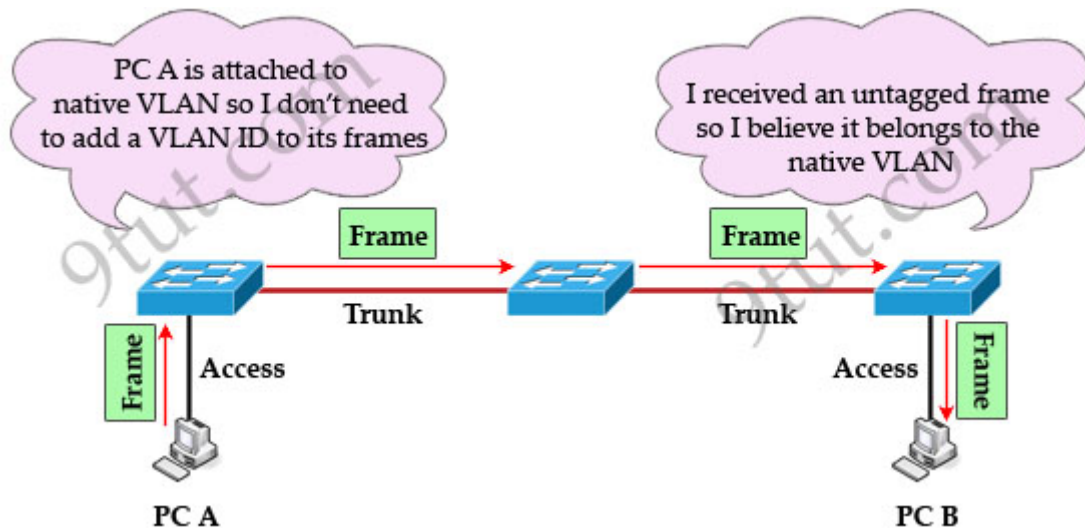 PC A is attached to
native VLAN so I don't need
to add a VLAN ID to its frames
I received an untagged frame
so I believe it belongs to the
native VLAN
9tut.com
9tut.com
Frame
Frame
Trunk
Trunk
Frame
Access
Access
Frame
PC A
PC B